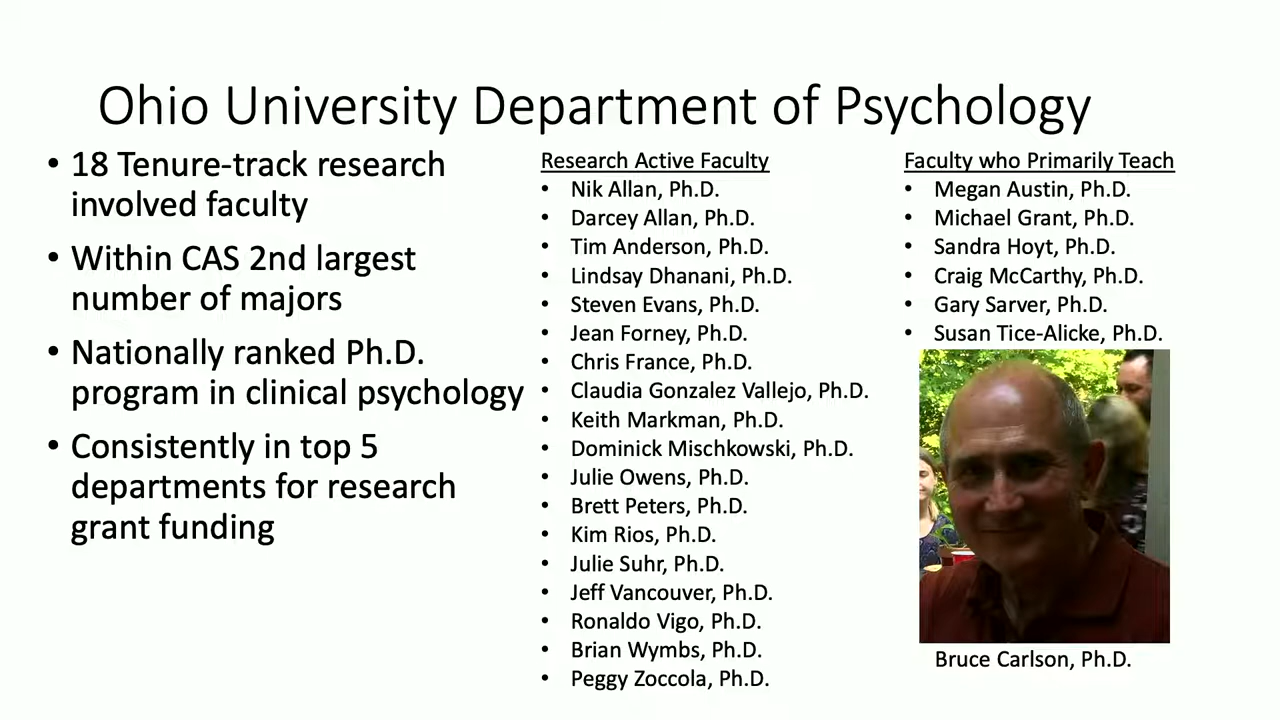 Ohio University Department of Psychology
• 18 Tenure-track research
involved faculty
• Within CAS 2nd largest
number of majors
• Nationally ranked Ph.D.
program in clinical psychology
• Consistently in top 5
departments for research
grant funding
Research Active Faculty
• Nik Allan, Ph.D.
• Darcey Allan, Ph.D.
• Tim Anderson, Ph.D.
• Lindsay Dhanani, Ph.D.
• Steven Evans, Ph.D.
• Jean Forney, Ph.D.
• Chris France, Ph.D.
• Claudia Gonzalez Vallejo, Ph.D.
• Keith Markman, Ph.D.
• Dominick Mischkowski, Ph.D.
• Julie Owens, Ph.D.
• Brett Peters, Ph.D.
• Kim Rios, Ph.D.
• Julie Suhr, Ph.D.
• Jeff Vancouver, Ph.D.
• Ronaldo Vigo, Ph.D.
• Brian Wymbs, Ph.D.
• Peggy Zoccola, Ph.D.
Faculty who Primarily Teach
• Megan Austin, Ph.D.
• Michael Grant, Ph.D.
• Sandra Hoyt, Ph.D.
• Craig McCarthy, Ph.D.
• Gary Sarver, Ph.D.
• Susan Tice-Alicke, Ph.D.
Bruce Carlson, Ph.D.